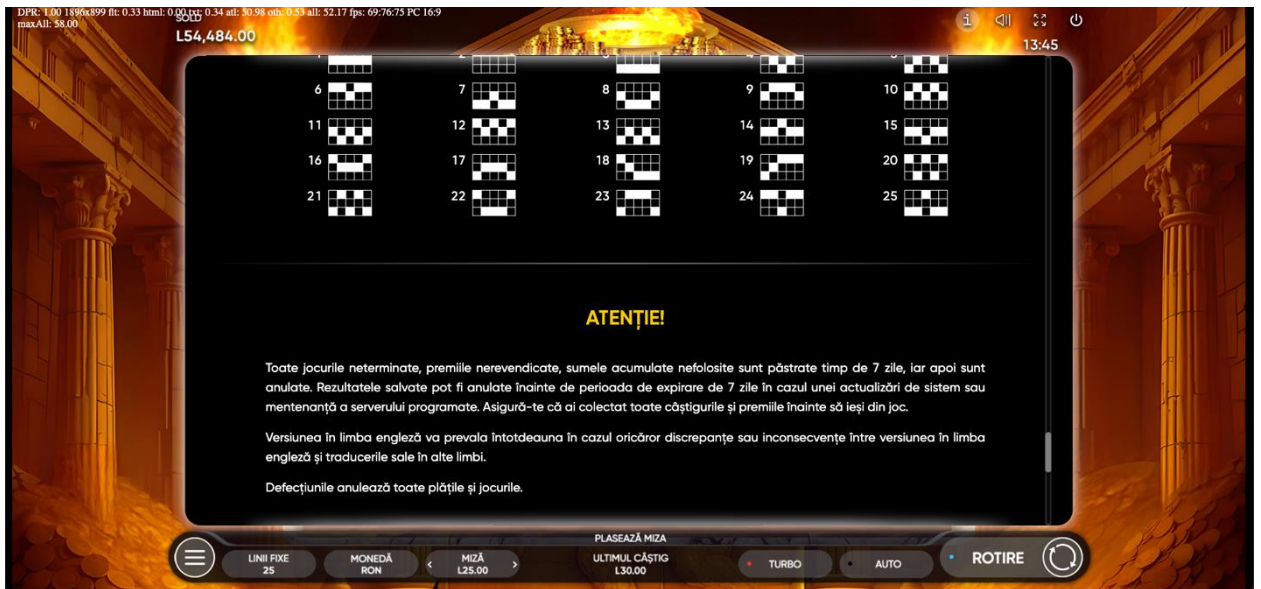 DPR: 1.00 1896x899 flt: 0.33 html: 0.00 txt: 0.34 atl: 50.98 oth: 0.53 all: 52.17 fps: 69:76:75 PC 16:9
maxAll: 58.00
SOLD
L54,484.00
13:45
6 7 8 9 10
11 12 13 14 15
16 17 18 19 20
21 22 23 24 25
ATENȚIE!
Toate jocurile neterminate, premiile nerevendicate, sumele acumulate nefolosite sunt păstrate timp de 7 zile, iar apoi sunt
anulate. Rezultatele salvate pot fi anulate înainte de perioada de expirare de 7 zile în cazul unei actualizări de sistem sau
mentenanță a serverului programate. Asigură-te că ai colectat toate câștigurile și premiile înainte să ieși din joc.
Versiunea în limba engleză va prevala întotdeauna în cazul oricăror discrepanțe sau inconsecvențe între versiunea în limba
engleză și traducerile sale în alte limbi.
Defecțiunile anulează toate plățile și jocurile.
PLASEAZĂ MIZA
LINII FIXE
25
MONEDĂ
RON
MIZĂ
L25.00
ULTIMUL CÂȘTIG
L30.00
TURBO
AUTO
ROTIRE